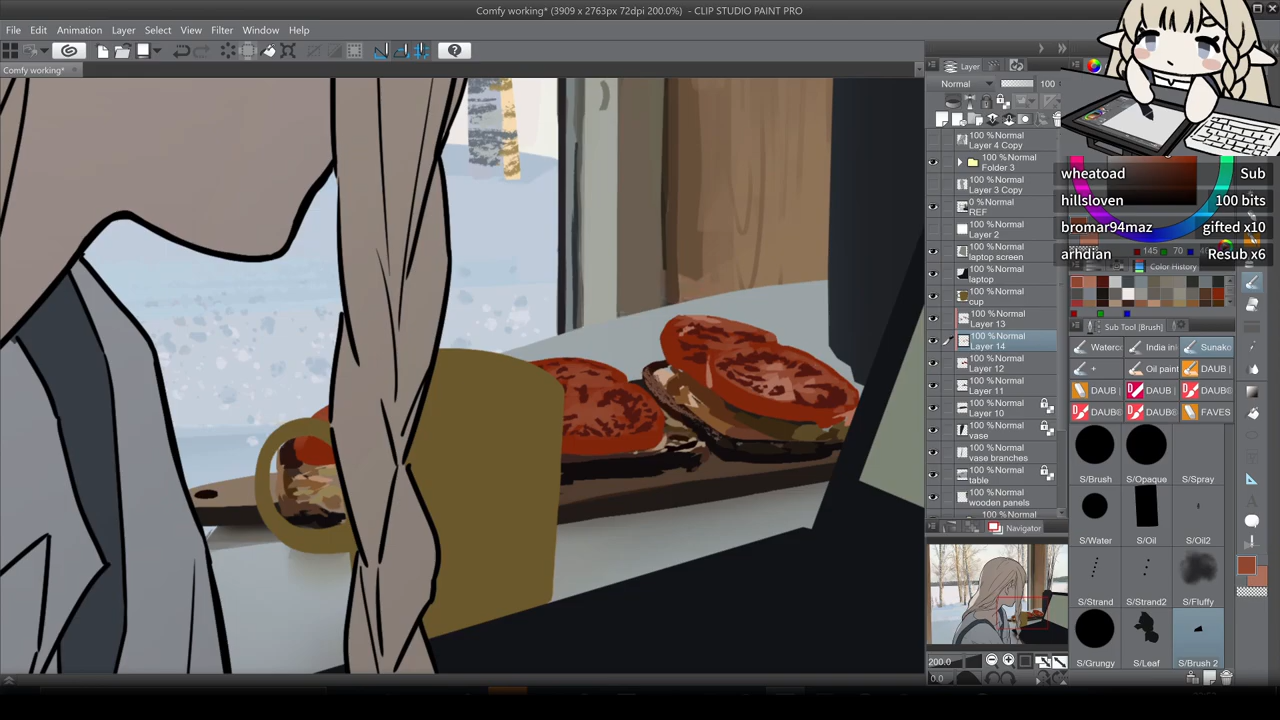 Comfy working* (3909 x 2763px 72dpi 200.0%) - CLIP STUDIO PAINT PRO
File Edit Animation Layer Select View Filter Window Help
Comfy working*
Layer
Normal 100
100 %Normal
Layer 4 Copy
100 %Normal
Folder 3
100 %Normal
Layer 3 Copy
0 %Normal
REF
100 %Normal
Layer 2
100 %Normal
laptop screen
100 %Normal
laptop
100 %Normal
cup
100 %Normal
Layer 13
100 %Normal
Layer 14
100 %Normal
Layer 12
100 %Normal
Layer 11
100 %Normal
Layer 10
100 %Normal
vase
100 %Normal
vase branches
100 %Normal
table
100 %Normal
wooden panels
100 %Normal
Navigator
200.0
0.0
wheatoad Sub
hillsloven 100 bits
bromar94maz gifted x10
arhdian Resub x6
145 70
Color History
Sub Tool [Brush]
Waterc India in Sunako
+ Oil paint DAUB
DAUB DAUB DAUB
DAUB DAUB FAVES
S/Brush S/Opaque S/Spray
S/Water S/Oil S/Oil2
S/Strand S/Strand2 S/Fluffy
S/Grungy S/Leaf S/Brush 2